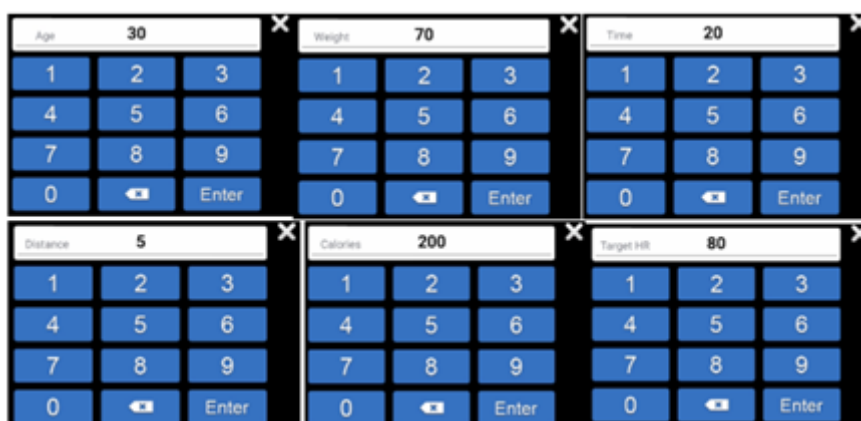 Age 30
1 2 3
4 5 6
7 8 9
0 Enter
Weight 70
1 2 3
4 5 6
7 8 9
0 Enter
Time 20
1 2 3
4 5 6
7 8 9
0 Enter
Distance 5
1 2 3
4 5 6
7 8 9
0 Enter
Calories 200
1 2 3
4 5 6
7 8 9
0 Enter
Target HR 80
1 2 3
4 5 6
7 8 9
0 Enter